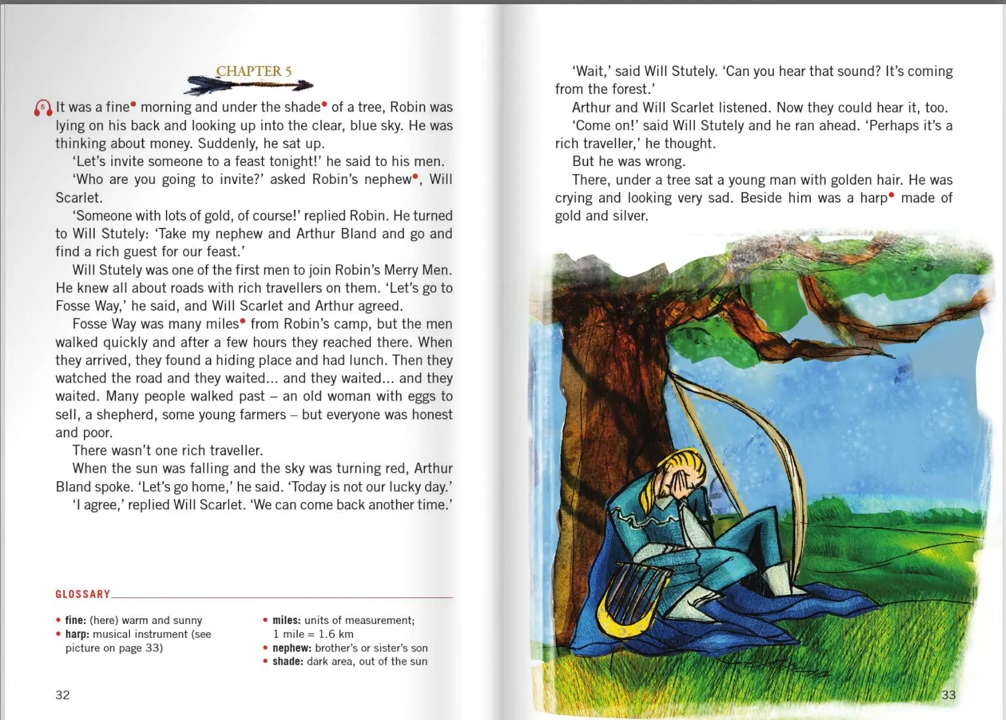 CHAPTER 5
5
It was a fine• morning and under the shade• of a tree, Robin was
lying on his back and looking up into the clear, blue sky. He was
thinking about money. Suddenly, he sat up.
‘Let’s invite someone to a feast tonight!’ he said to his men.
‘Who are you going to invite?’ asked Robin’s nephew•, Will
Scarlet.
‘Someone with lots of gold, of course!’ replied Robin. He turned
to Will Stutely: ‘Take my nephew and Arthur Bland and go and
find a rich guest for our feast.’
Will Stutely was one of the first men to join Robin’s Merry Men.
He knew all about roads with rich travellers on them. ‘Let’s go to
Fosse Way,’ he said, and Will Scarlet and Arthur agreed.
Fosse Way was many miles• from Robin’s camp, but the men
walked quickly and after a few hours they reached there. When
they arrived, they found a hiding place and had lunch. Then they
watched the road and they waited... and they waited... and they
waited. Many people walked past – an old woman with eggs to
sell, a shepherd, some young farmers – but everyone was honest
and poor.
There wasn’t one rich traveller.
When the sun was falling and the sky was turning red, Arthur
Bland spoke. ‘Let’s go home,’ he said. ‘Today is not our lucky day.’
‘I agree,’ replied Will Scarlet. ‘We can come back another time.’
GLOSSARY
• fine: (here) warm and sunny
• harp: musical instrument (see
picture on page 33)
• miles: units of measurement;
1 mile = 1.6 km
• nephew: brother’s or sister’s son
• shade: dark area, out of the sun
32
‘Wait,’ said Will Stutely. ‘Can you hear that sound? It’s coming
from the forest.’
Arthur and Will Scarlet listened. Now they could hear it, too.
‘Come on!’ said Will Stutely and he ran ahead. ‘Perhaps it’s a
rich traveller,’ he thought.
But he was wrong.
There, under a tree sat a young man with golden hair. He was
crying and looking very sad. Beside him was a harp• made of
gold and silver.
33